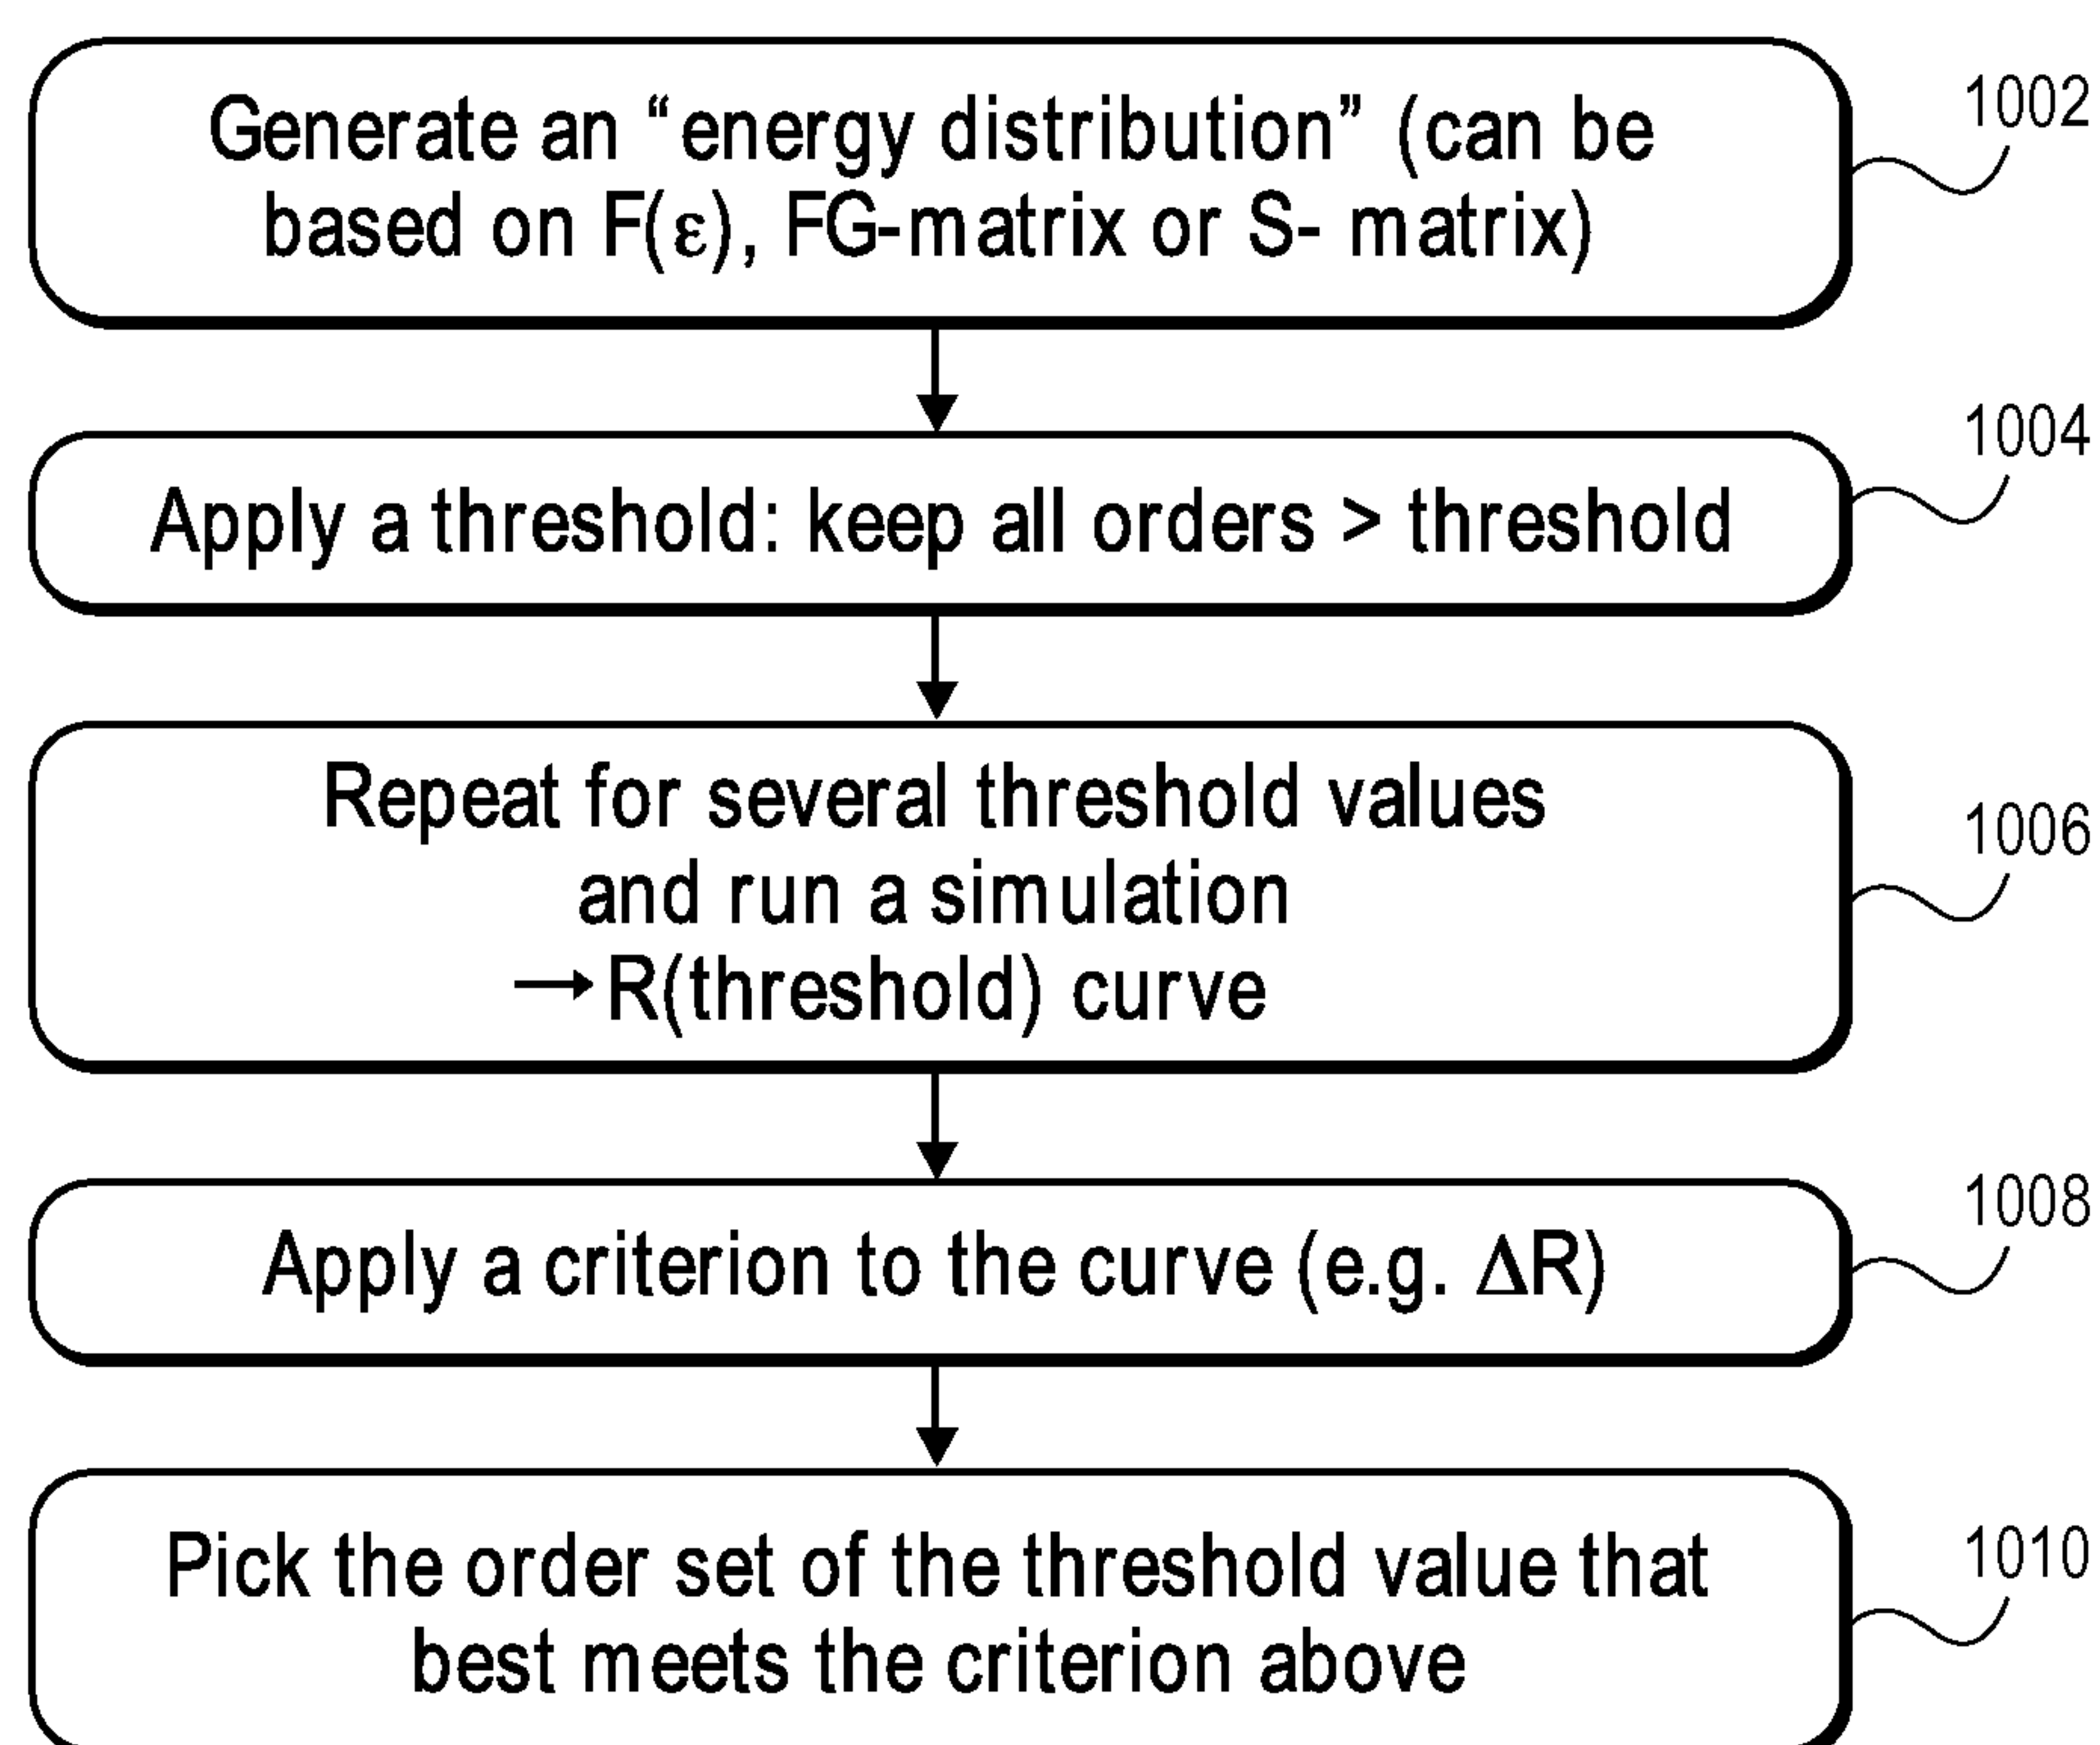 Generate an “energy distribution” (can be
based on F(ε), FG-matrix or S- matrix)
1002
Apply a threshold: keep all orders > threshold
1004
Repeat for several threshold values
and run a simulation
→R(threshold) curve
1006
Apply a criterion to the curve (e.g. ΔR)
1008
Pick the order set of the threshold value that
best meets the criterion above
1010